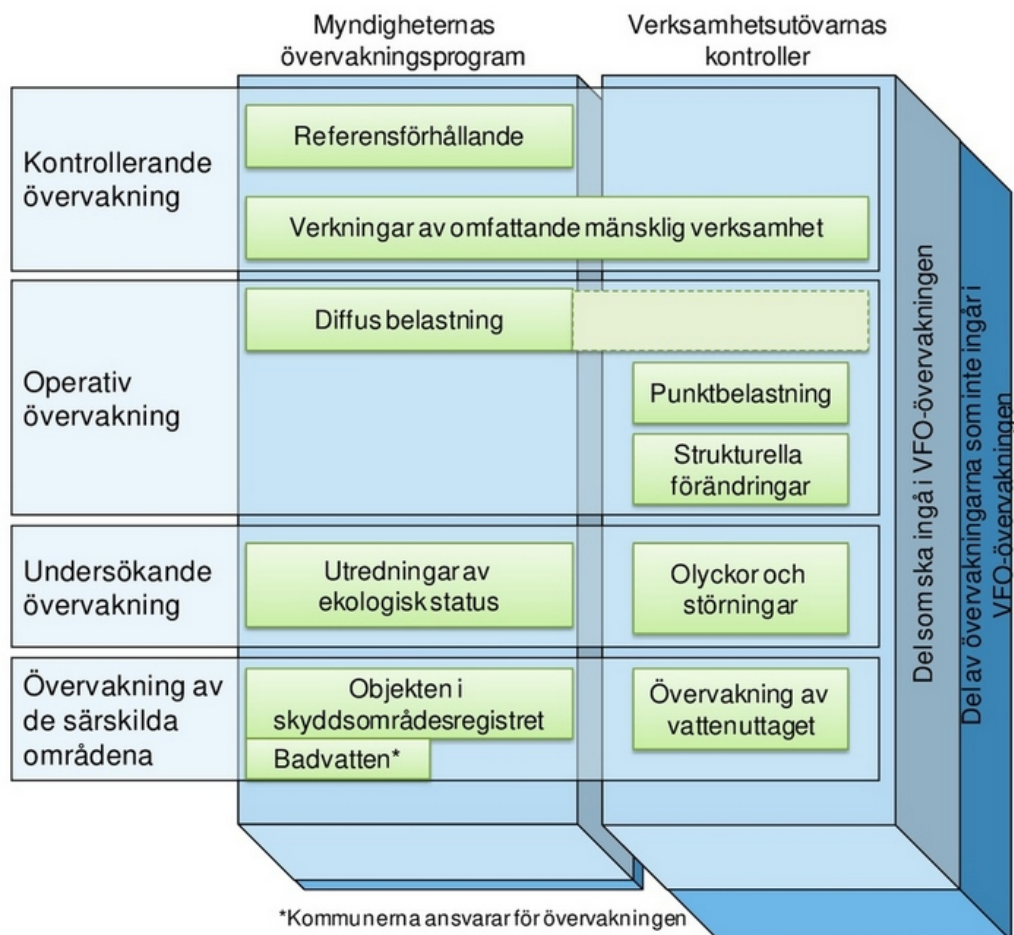 Myndigheternas
övervakningsprogram
Verksamhetsutövarnas
kontroller
Kontrollerande
övervakning
Referensförhållande
Verkningar av omfattande mänsklig verksamhet
Operativ
övervakning
Diffus belastning
Punktbelastning
Strukturella
förändringar
Undersökande
övervakning
Utredningar av
ekologisk status
Olyckor och
störningar
Övervakning av
de särskilda
områdena
Objekten i
skyddsområdesregistret
Badvatten*
Övervakning av
vattenuttaget
Del som ska ingå i VFO-övervakningen
Del av övervakningarna som inte ingår i
VFO-övervakningen
*Kommunerna ansvarar för övervakningen